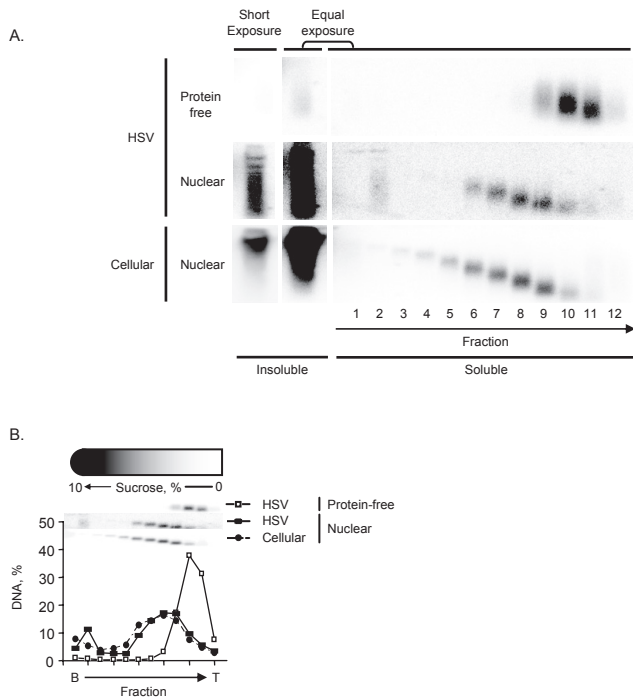 A.
Short Exposure
Equal exposure
HSV
Protein free
Nuclear
Cellular
Nuclear
1 2 3 4 5 6 7 8 9 10 11 12
Fraction
Insoluble
Soluble
B.
10 Sucrose, % 0
HSV
Protein-free
HSV
Nuclear
Cellular
DNA, %
50
40
30
20
10
0
B T
Fraction